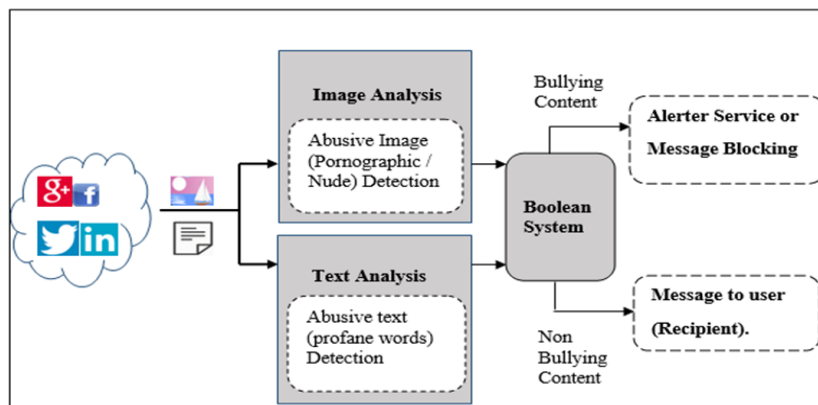 Image Analysis
Abusive Image
(Pornographic /
Nude) Detection
Text Analysis
Abusive text
(profane words)
Detection
g+
f
in
Boolean
System
Bullying
Content
Alerter Service or
Message Blocking
Non
Bullying
Content
Message to user
(Recipient).